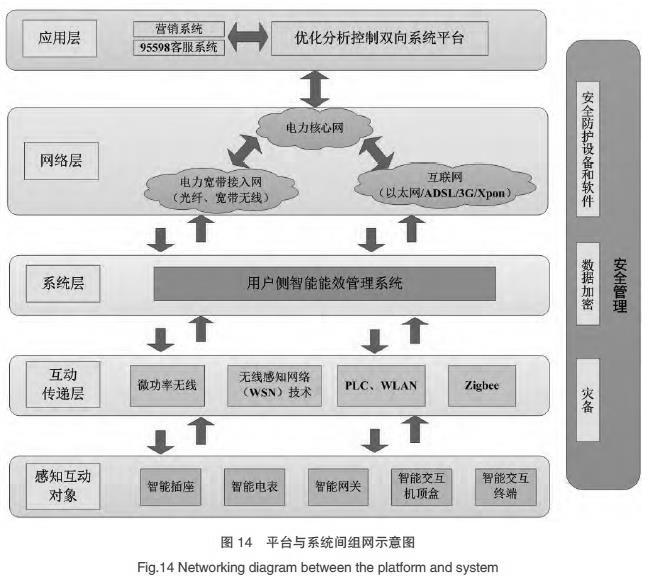 应用层
营销系统
95598客服系统
优化分析控制双向系统平台
网络层
电力核心网
电力宽带接入网
（光纤、宽带无线）
互联网
（以太网/ADSL/3G/Xpon）
系统层
用户侧智能能效管理系统
互动
传递层
微功率无线
无线感知网络
（WSN）技术
PLC、WLAN
Zigbee
感知互动
对象
智能插座
智能电表
智能网关
智能交互
机顶盒
智能交互
终端
安全防护设备和软件
数据加密
灾备
安全管理
图 14 平台与系统间组网示意图
Fig.14 Networking diagram between the platform and system